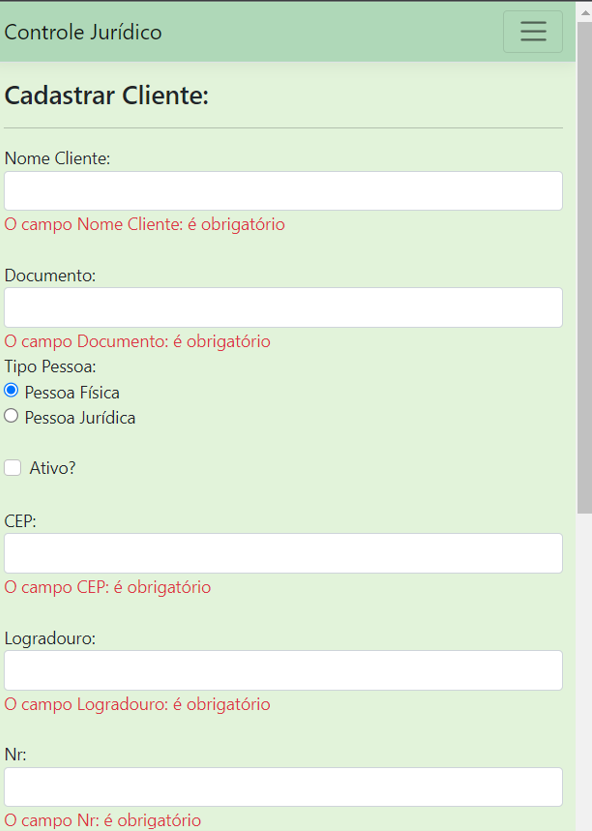 Controle Jurídico
Cadastrar Cliente:
Nome Cliente:
O campo Nome Cliente: é obrigatório
Documento:
O campo Documento: é obrigatório
Tipo Pessoa:
Pessoa Física
Pessoa Jurídica
Ativo?
CEP:
O campo CEP: é obrigatório
Logradouro:
O campo Logradouro: é obrigatório
Nr:
O campo Nr: é obrigatório